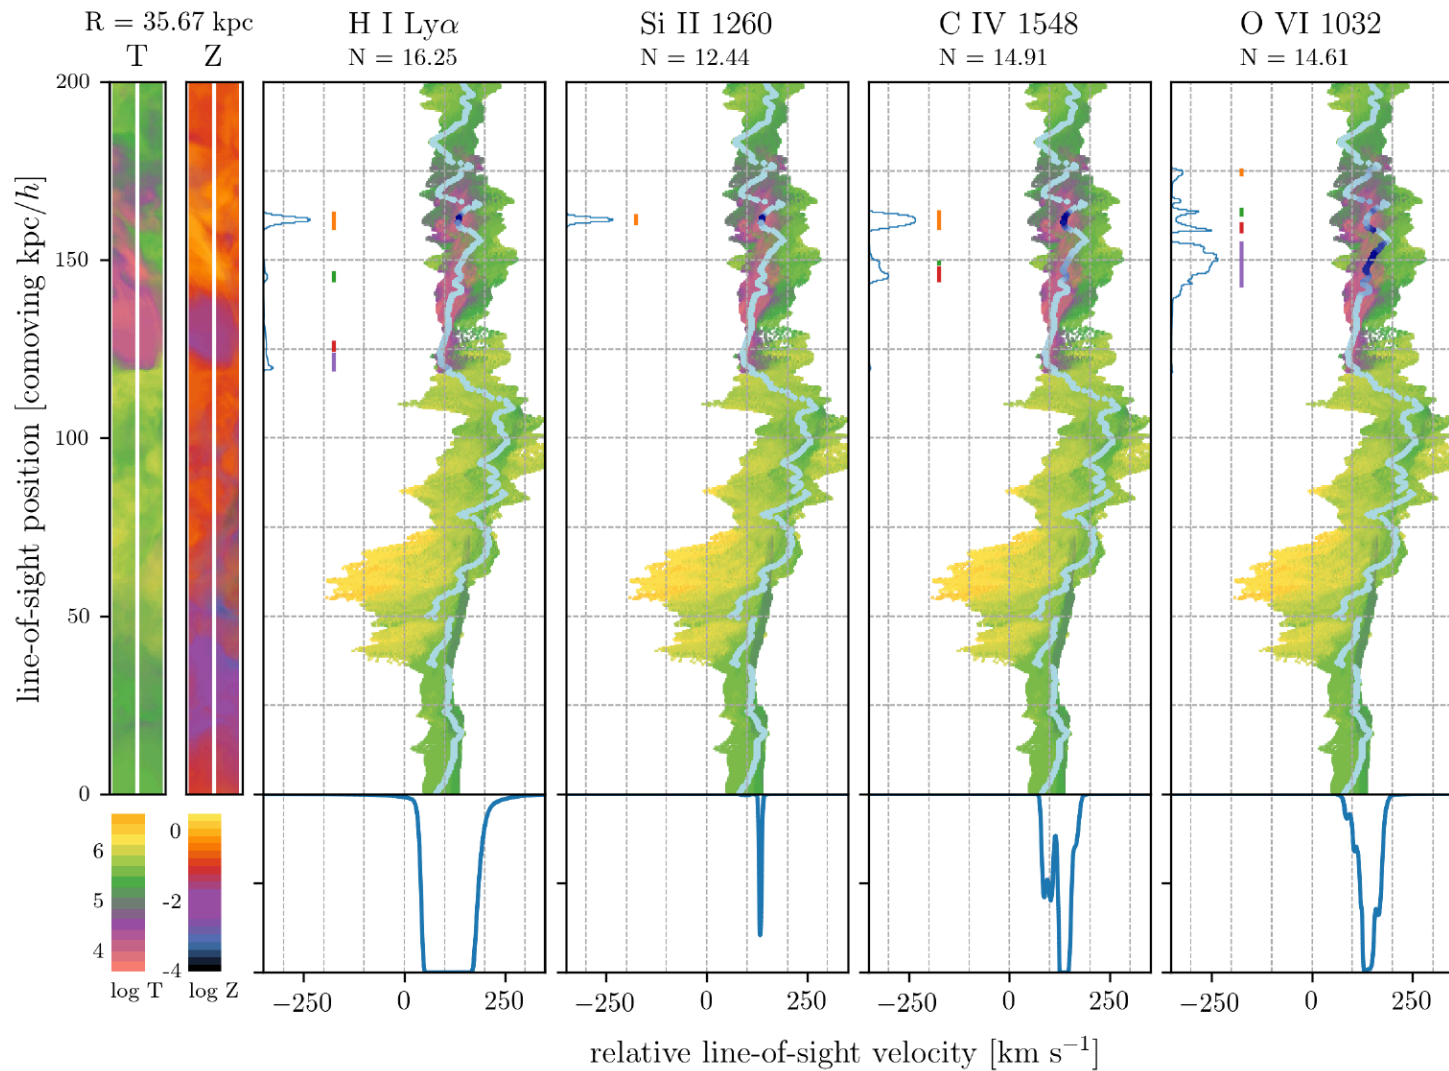 R = 35.67 kpc
T Z
H I Lyα
N = 16.25
Si II 1260
N = 12.44
C IV 1548
N = 14.91
O VI 1032
N = 14.61
line-of-sight position [comoving kpc/h]
200
150
100
50
0
6
5
4
log T
0
-2
-4
log Z
−250 0 250
−250 0 250
−250 0 250
−250 0 250
relative line-of-sight velocity [km s⁻¹]